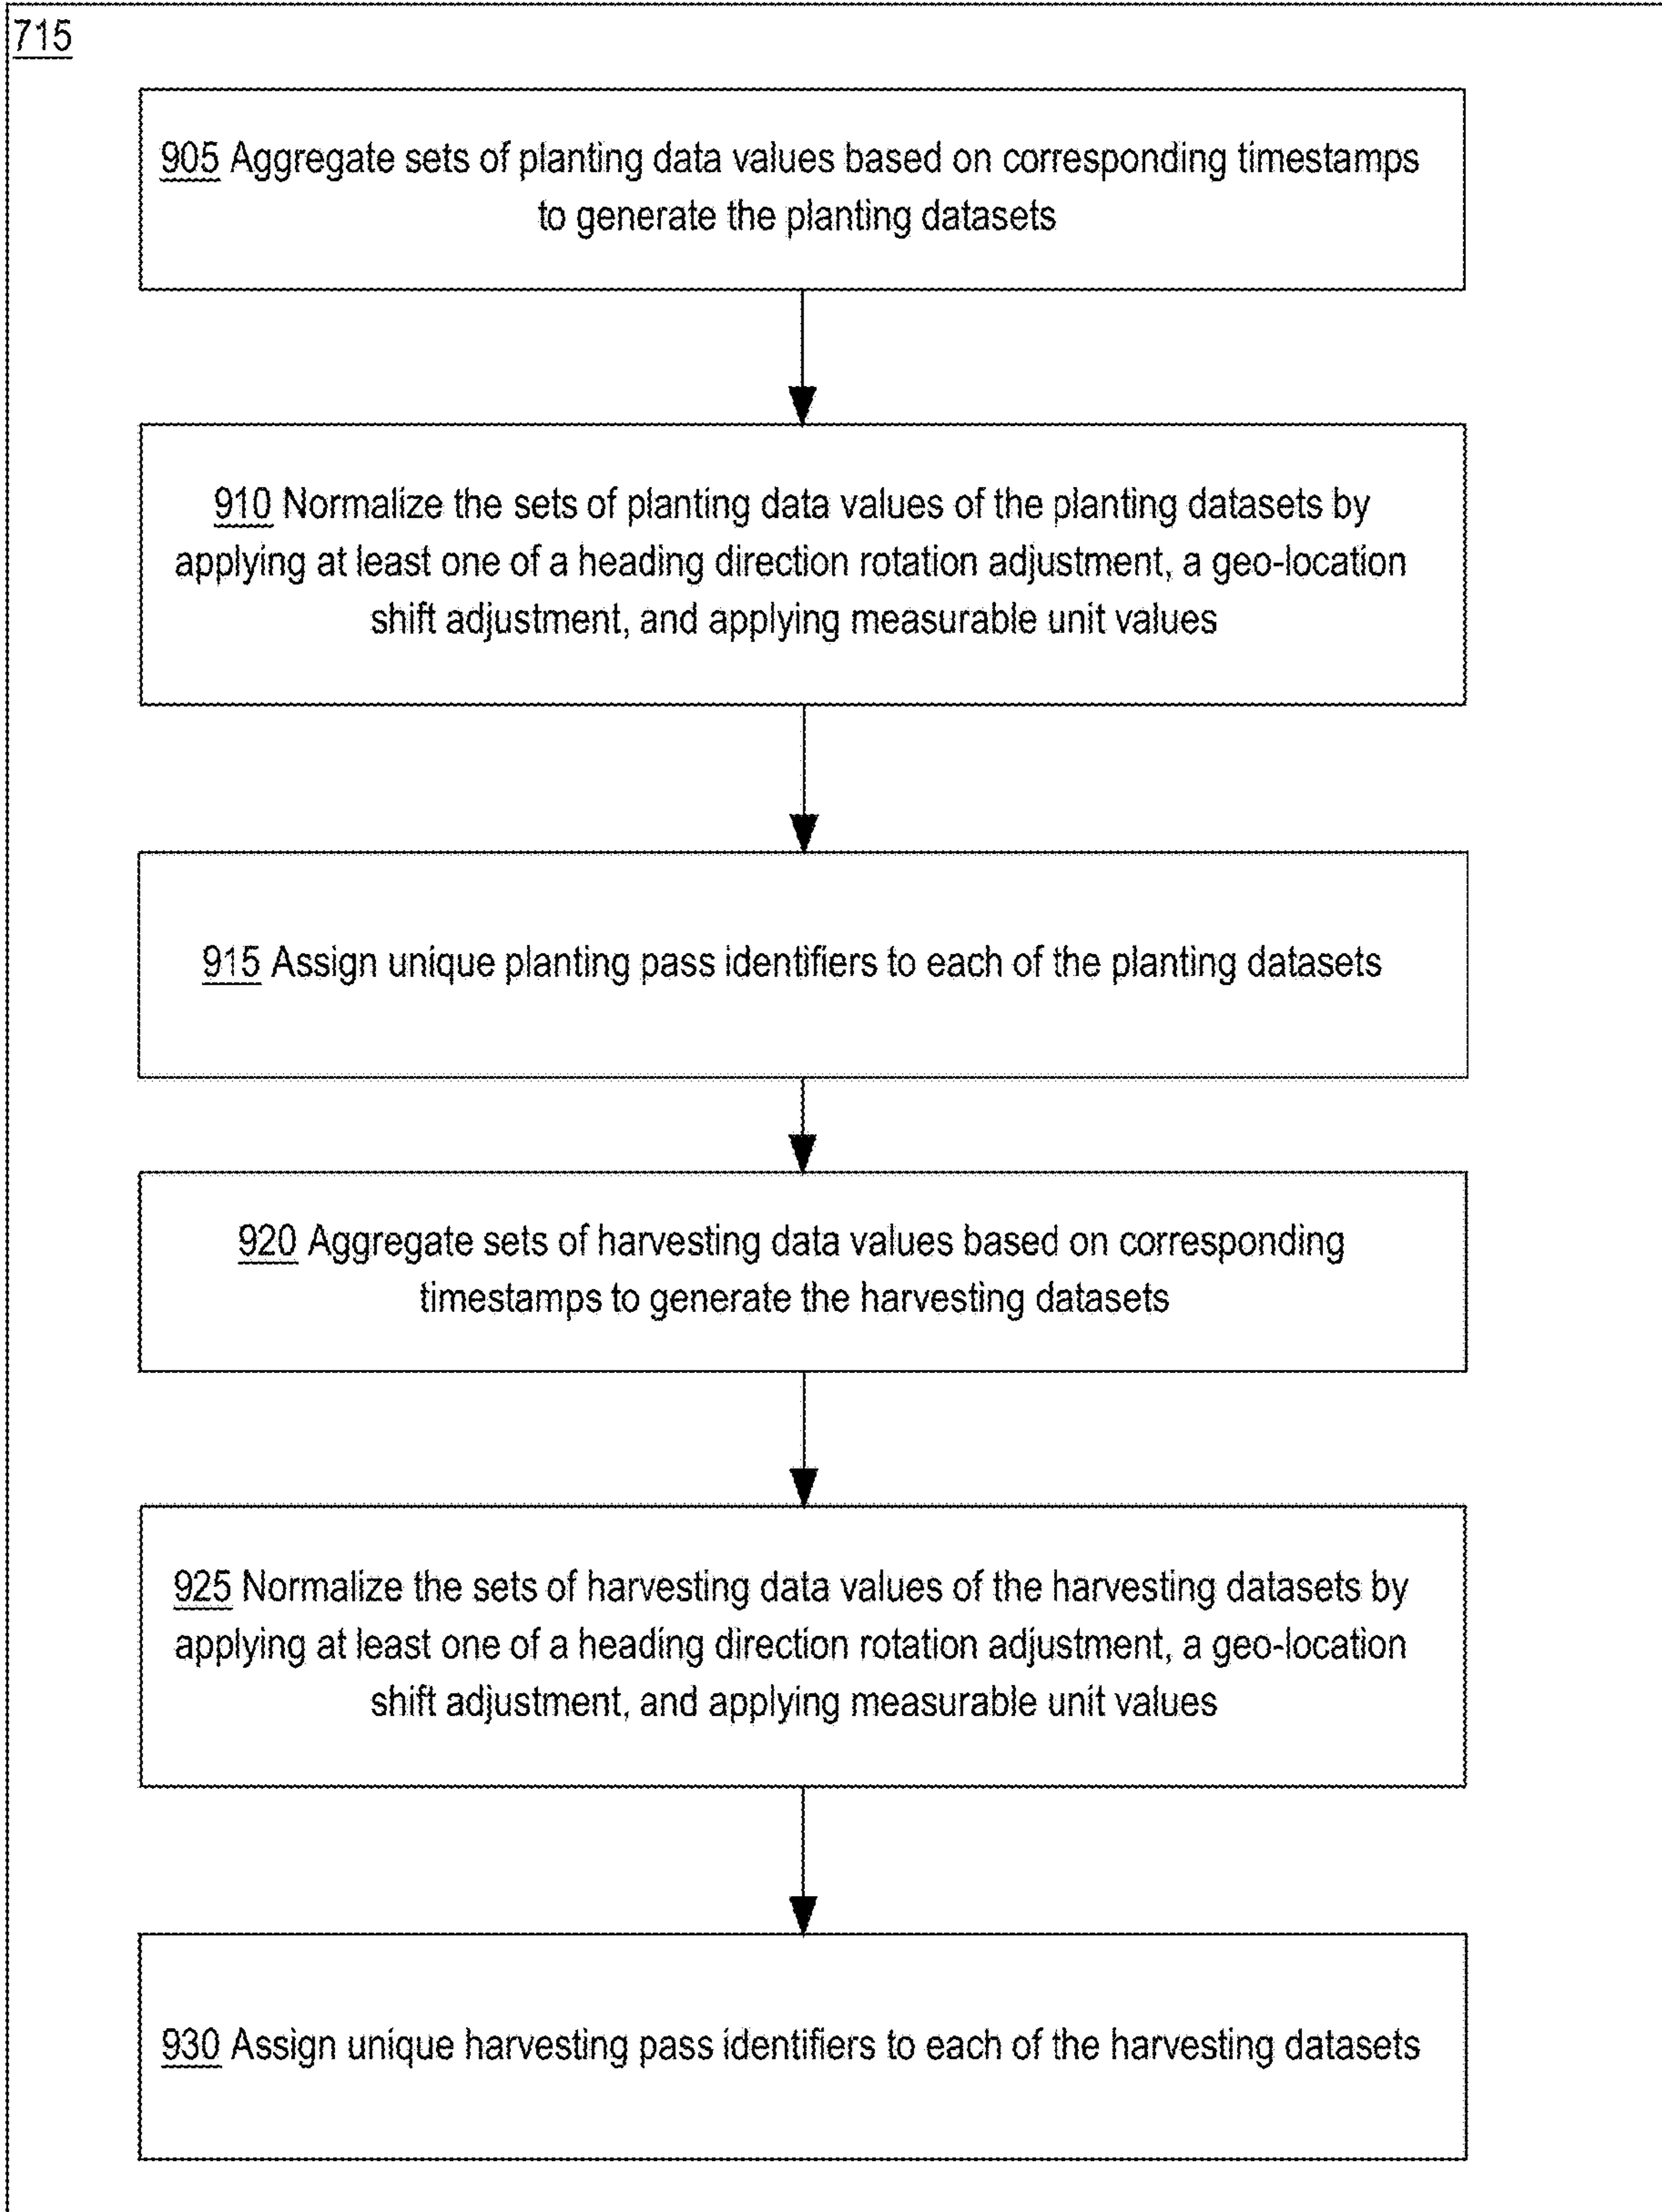 715
905 Aggregate sets of planting data values based on corresponding timestamps
to generate the planting datasets
910 Normalize the sets of planting data values of the planting datasets by
applying at least one of a heading direction rotation adjustment, a geo-location
shift adjustment, and applying measurable unit values
915 Assign unique planting pass identifiers to each of the planting datasets
920 Aggregate sets of harvesting data values based on corresponding
timestamps to generate the harvesting datasets
925 Normalize the sets of harvesting data values of the harvesting datasets by
applying at least one of a heading direction rotation adjustment, a geo-location
shift adjustment, and applying measurable unit values
930 Assign unique harvesting pass identifiers to each of the harvesting datasets